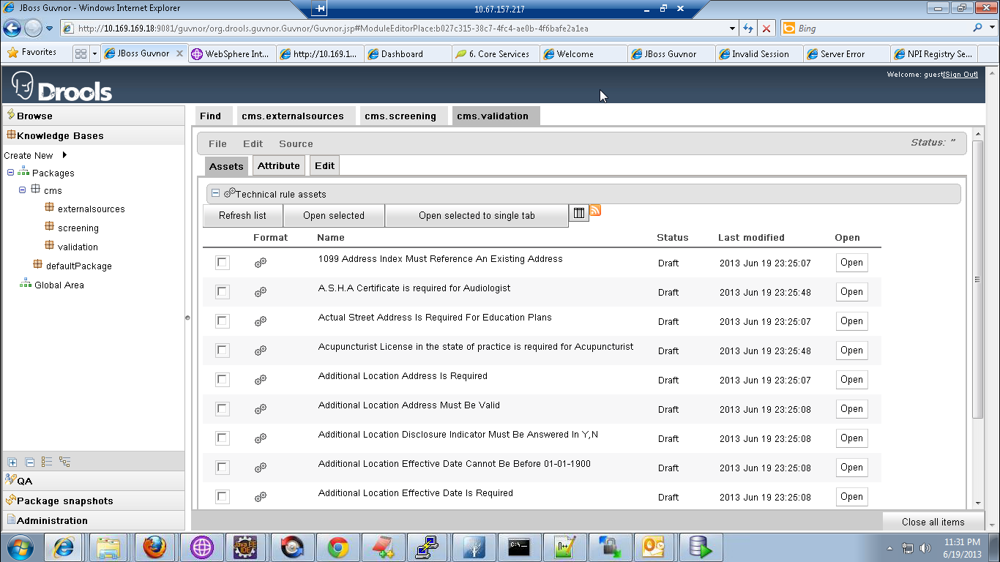 JBoss Guvnor - Windows Internet Explorer
10.67.157.217
http://10.169.169.18:9081/guvnor/org.drools.guvnor.Guvnor/Guvnor.jsp#ModuleEditorPlace:b027c315-38c7-4fc4-ae0b-4f6bafe2a1ea
Bing
Favorites
JBoss Guvnor
WebSphere Int...
http://10.169.1...
Dashboard
6. Core Services
Welcome
JBoss Guvnor
Invalid Session
Server Error
NPI Registry Se...
Drools
Welcome: guest[Sign Out]
Browse
Knowledge Bases
Create New
Packages
cms
externalsources
screening
validation
defaultPackage
Global Area
QA
Package snapshots
Administration
Find
cms.externalsources
cms.screening
cms.validation
File Edit Source
Status: "
Assets
Attribute
Edit
Technical rule assets
Refresh list
Open selected
Open selected to single tab
Format Name Status Last modified Open
1099 Address Index Must Reference An Existing Address Draft 2013 Jun 19 23:25:07 Open
A.S.H.A Certificate is required for Audiologist Draft 2013 Jun 19 23:25:48 Open
Actual Street Address Is Required For Education Plans Draft 2013 Jun 19 23:25:07 Open
Acupuncturist License in the state of practice is required for Acupuncturist Draft 2013 Jun 19 23:25:48 Open
Additional Location Address Is Required Draft 2013 Jun 19 23:25:07 Open
Additional Location Address Must Be Valid Draft 2013 Jun 19 23:25:08 Open
Additional Location Disclosure Indicator Must Be Answered In Y,N Draft 2013 Jun 19 23:25:08 Open
Additional Location Effective Date Cannot Be Before 01-01-1900 Draft 2013 Jun 19 23:25:08 Open
Additional Location Effective Date Is Required Draft 2013 Jun 19 23:25:08 Open
Close all items
Java EE
IDE
C:\_
11:31 PM
6/19/2013